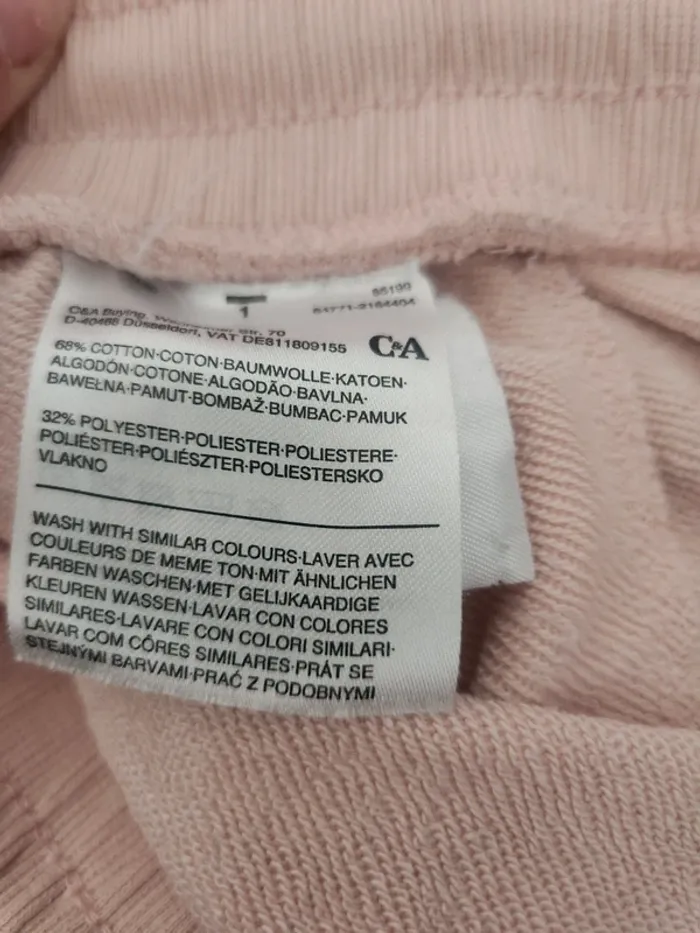 1
C&A Buying,
D-40468 Düsseldorf, VAT DE811809155
C&A
68% COTTON·COTON·BAUMWOLLE·KATOEN·
ALGODÓN·COTONE·ALGODÃO·BAVLNA·
BAWEŁNA·PAMUT·BOMBAŽ·BUMBAC·PAMUK
32% POLYESTER·POLIESTER·POLIESTERE·
POLIÉSTER·POLIÉSZTER·POLIESTERSKO
VLAKNO
WASH WITH SIMILAR COLOURS·LAVER AVEC
COULEURS DE MEME TON·MIT ÄHNLICHEN
FARBEN WASCHEN·MET GELIJKAARDIGE
KLEUREN WASSEN·LAVAR CON COLORES
SIMILARES·LAVARE CON COLORI SIMILARI·
LAVAR COM CÔRES SIMILARES·PRÁT SE
STEJNÝMI BARVAMI·PRAĆ Z PODOBNYMI